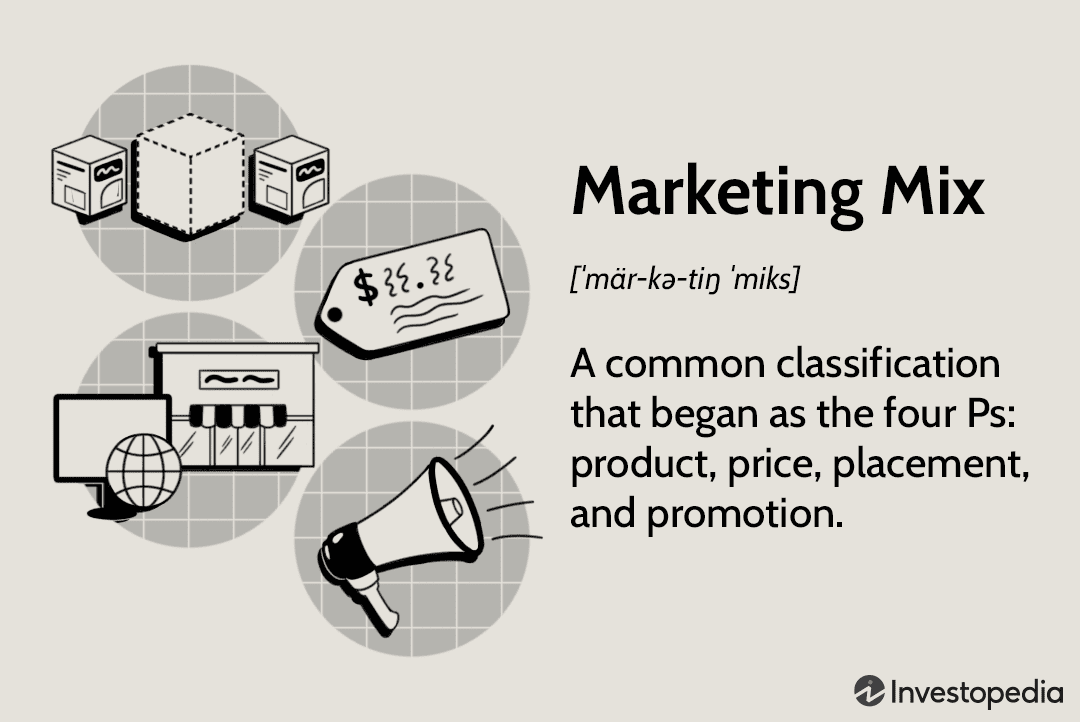 Marketing Mix
[ˈmär-kə-tiŋ ˈmiks]
A common classification
that began as the four Ps:
product, price, placement,
and promotion.
$
Investopedia